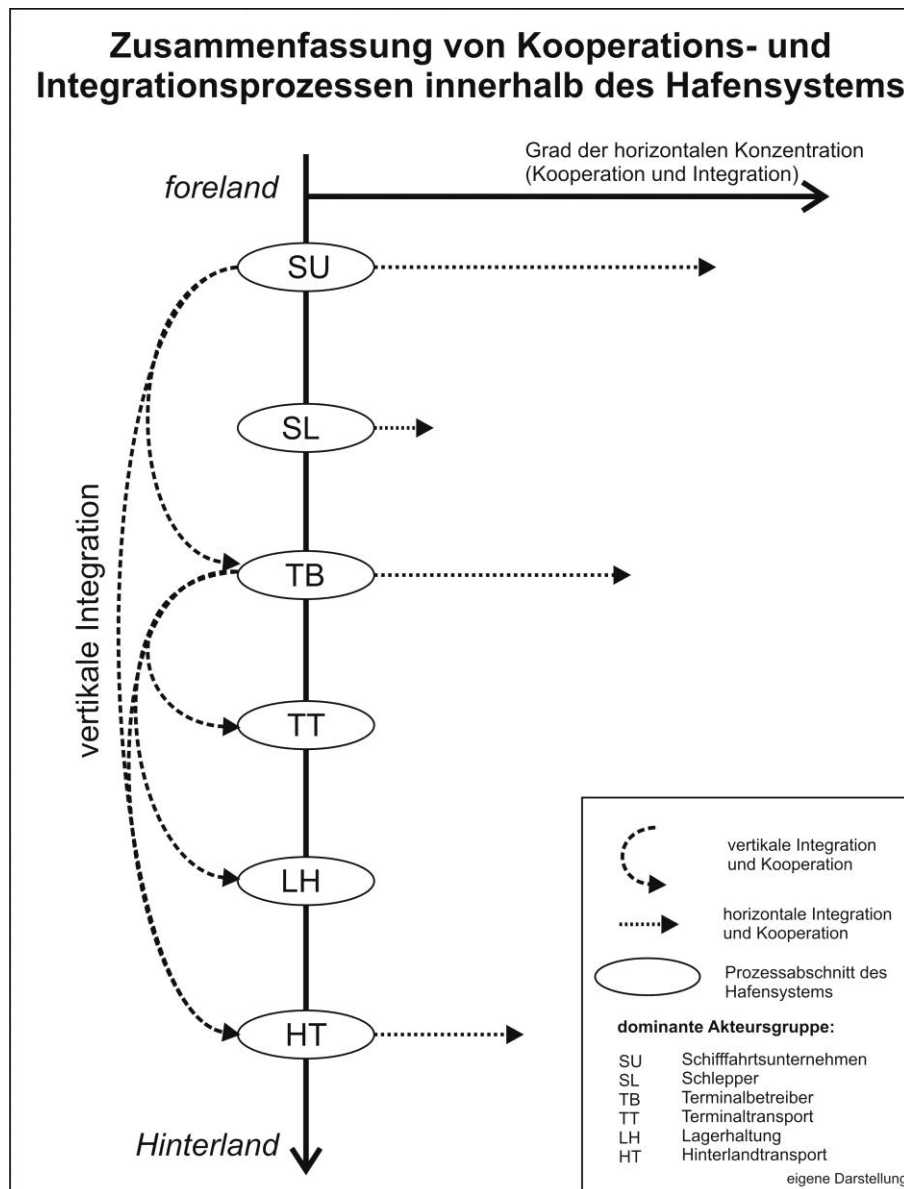 Zusammenfassung von Kooperations- und
Integrationsprozessen innerhalb des Hafensystems
Grad der horizontalen Konzentration
(Kooperation und Integration)
foreland
SU
SL
TB
TT
LH
HT
Hinterland
vertikale Integration
vertikale Integration
und Kooperation
horizontale Integration
und Kooperation
Prozessabschnitt des
Hafensystems
dominante Akteursgruppe:
SU Schifffahrtsunternehmen
SL Schlepper
TB Terminalbetreiber
TT Terminaltransport
LH Lagerhaltung
HT Hinterlandtransport
eigene Darstellung